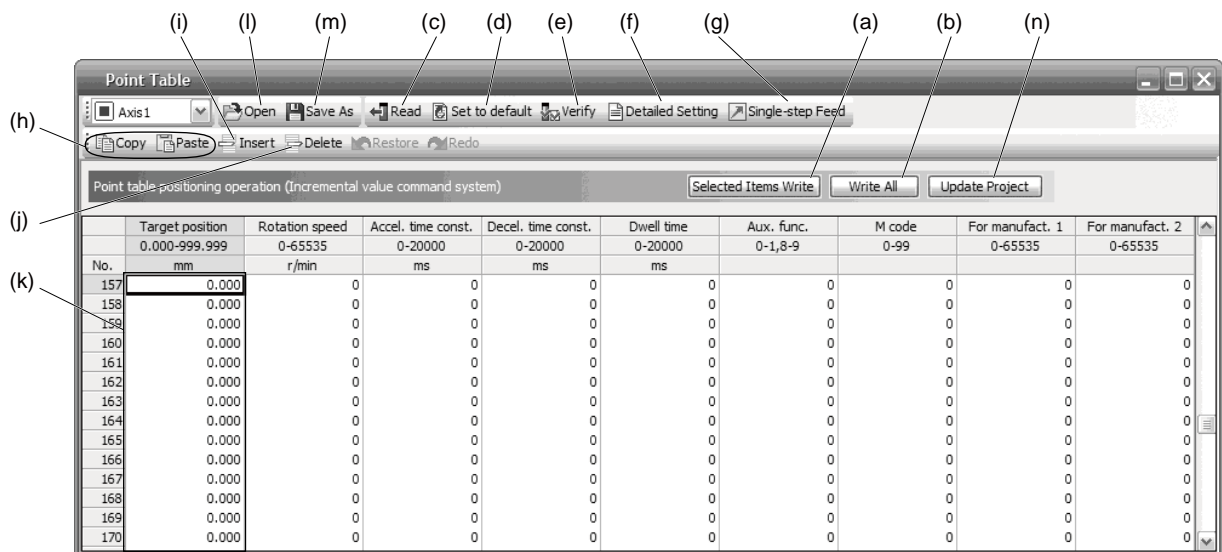 (i) (l) (m) (c) (d) (e) (f) (g) (a) (b) (n)
Point Table
Axis1 Open Save As Read Set to default Verify Detailed Setting Single-step Feed
(h)
Copy Paste Insert Delete Restore Redo
Point table positioning operation (Incremental value command system) Selected Items Write Write All Update Project
(j)
Target position Rotation speed Accel. time const. Decel. time const. Dwell time Aux. func. M code For manufact. 1 For manufact. 2
0.000-999.999 0-65535 0-20000 0-20000 0-20000 0-1,8-9 0-99 0-65535 0-65535
No. mm r/min ms ms ms
(k)
157 0.000 0 0 0 0 0 0 0 0
158 0.000 0 0 0 0 0 0 0 0
159 0.000 0 0 0 0 0 0 0 0
160 0.000 0 0 0 0 0 0 0 0
161 0.000 0 0 0 0 0 0 0 0
162 0.000 0 0 0 0 0 0 0 0
163 0.000 0 0 0 0 0 0 0 0
164 0.000 0 0 0 0 0 0 0 0
165 0.000 0 0 0 0 0 0 0 0
166 0.000 0 0 0 0 0 0 0 0
167 0.000 0 0 0 0 0 0 0 0
168 0.000 0 0 0 0 0 0 0 0
169 0.000 0 0 0 0 0 0 0 0
170 0.000 0 0 0 0 0 0 0 0